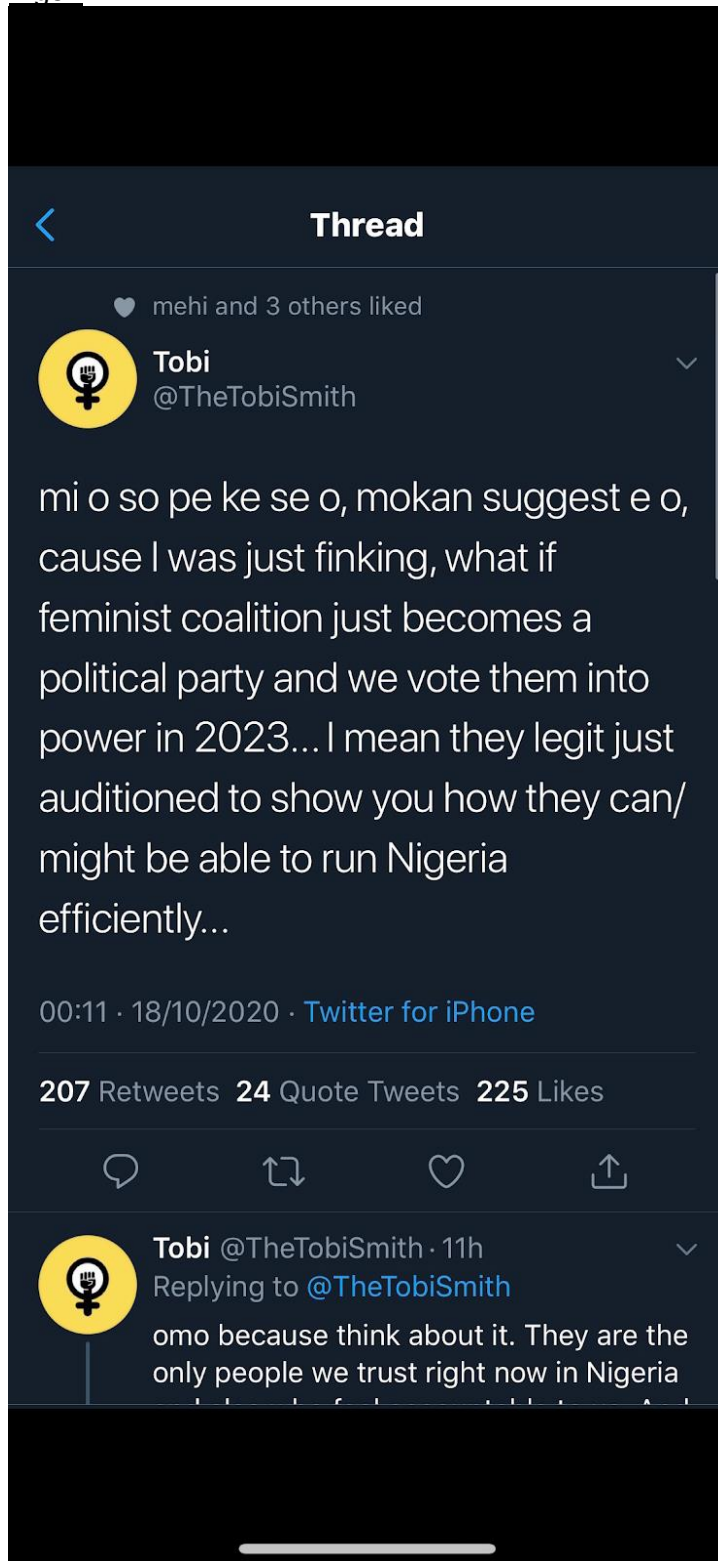 Thread
mehi and 3 others liked
Tobi
@TheTobiSmith
mi o so pe ke se o, mokan suggest e o,
cause I was just finking, what if
feminist coalition just becomes a
political party and we vote them into
power in 2023... I mean they legit just
auditioned to show you how they can/
might be able to run Nigeria
efficiently...
00:11 · 18/10/2020 · Twitter for iPhone
207 Retweets 24 Quote Tweets 225 Likes
Tobi @TheTobiSmith · 11h
Replying to @TheTobiSmith
omo because think about it. They are the
only people we trust right now in Nigeria